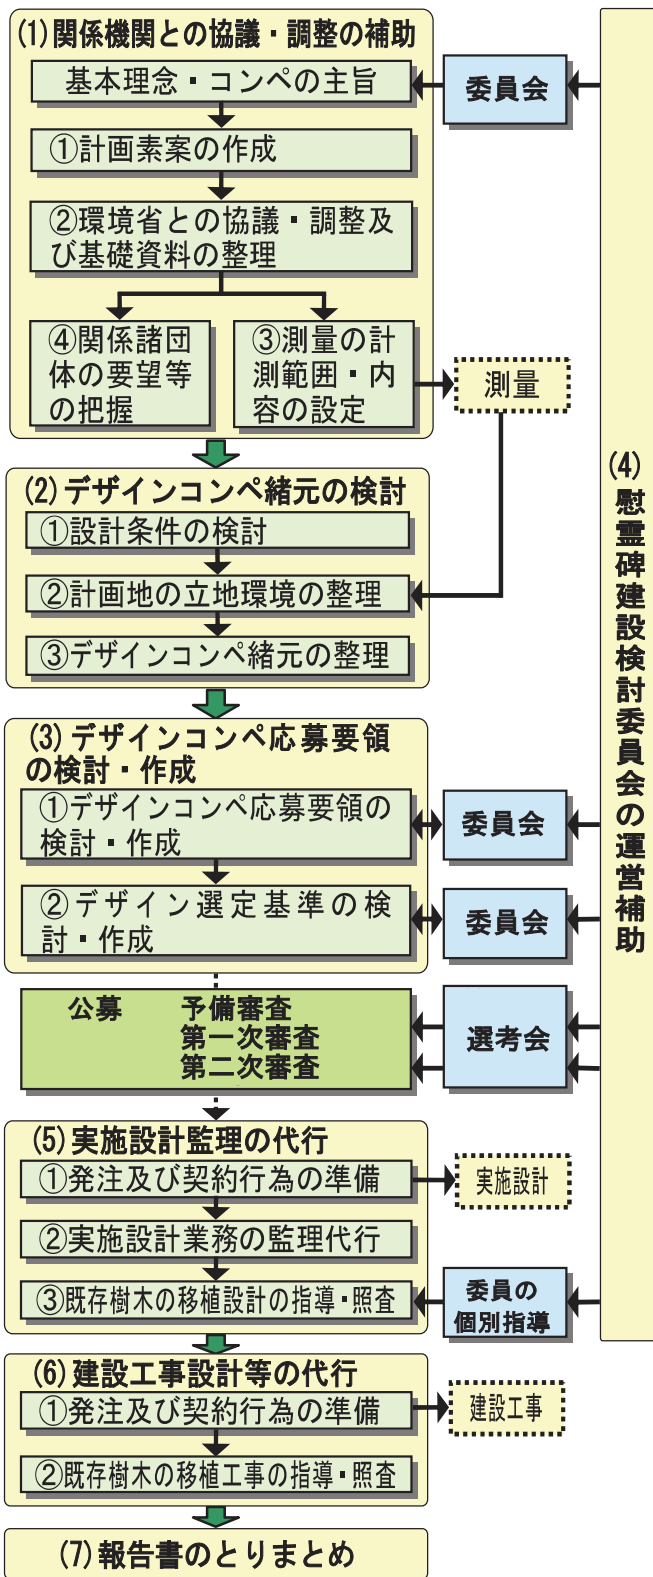 (1)関係機関との協議・調整の補助
基本理念・コンペの主旨
委員会
①計画素案の作成
②環境省との協議・調整及
び基礎資料の整理
④関係諸団
体の要望等
の把握
③測量の計
測範囲・内
容の設定
測量
(2)デザインコンペ緒元の検討
①設計条件の検討
②計画地の立地環境の整理
③デザインコンペ緒元の整理
(3)デザインコンペ応募要領
の検討・作成
①デザインコンペ応募要領の
検討・作成
委員会
②デザイン選定基準の検
討・作成
委員会
公募 予備審査
第一次審査
第二次審査
選考会
(4)慰霊碑建設検討委員会の運営補助
(5)実施設計監理の代行
①発注及び契約行為の準備
実施設計
②実施設計業務の監理代行
③既存樹木の移植設計の指導・照査
委員の
個別指導
(6)建設工事設計等の代行
①発注及び契約行為の準備
建設工事
②既存樹木の移植工事の指導・照査
(7)報告書のとりまとめ